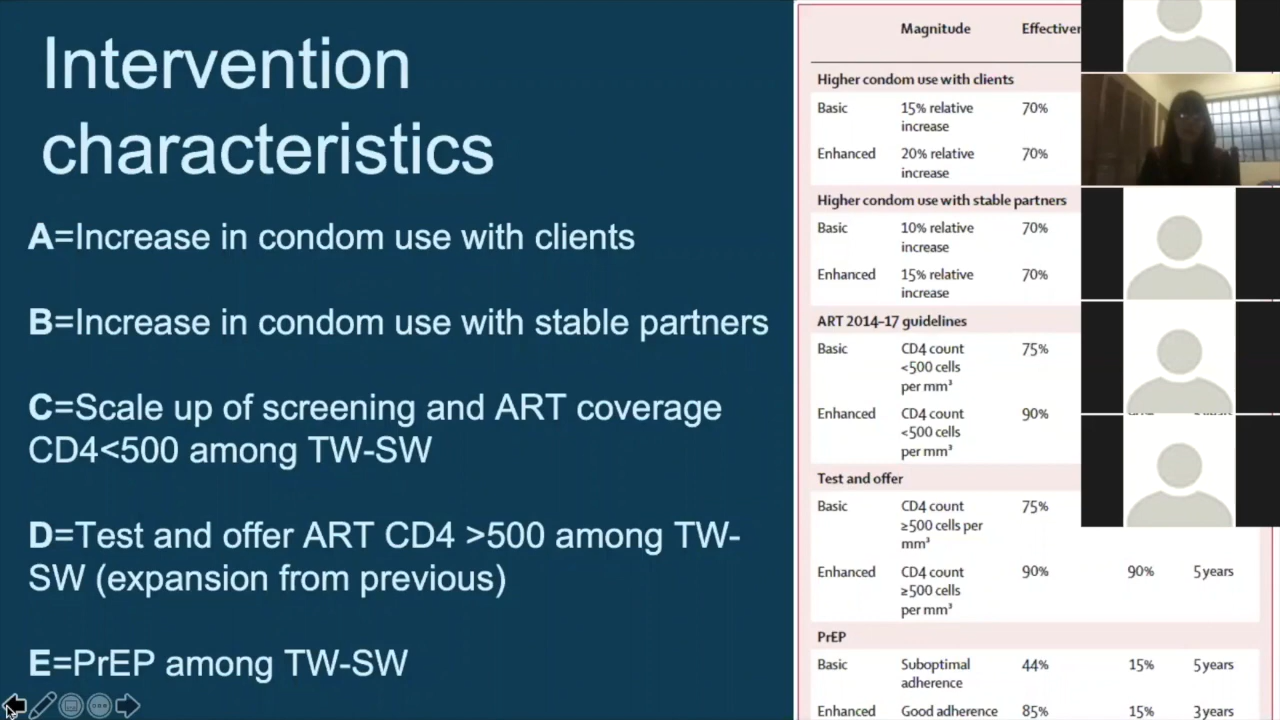 Intervention
characteristics
A=Increase in condom use with clients
B=Increase in condom use with stable partners
C=Scale up of screening and ART coverage
CD4<500 among TW-SW
D=Test and offer ART CD4 >500 among TW-
SW (expansion from previous)
E=PrEP among TW-SW
Magnitude
Higher condom use with clients
Basic 15% relative 70%
increase
Enhanced 20% relative 70%
increase
Higher condom use with stable partners
Basic 10% relative 70%
increase
Enhanced 15% relative 70%
increase
ART 2014–17 guidelines
Basic CD4 count 75%
<500 cells
per mm³
Enhanced CD4 count 90%
<500 cells
per mm³
Test and offer
Basic CD4 count 75%
≥500 cells per
mm³
Enhanced CD4 count 90% 90% 5 years
≥500 cells
per mm³
PrEP
Basic Suboptimal 44% 15% 5 years
adherence
Enhanced Good adherence 85% 15% 3 years